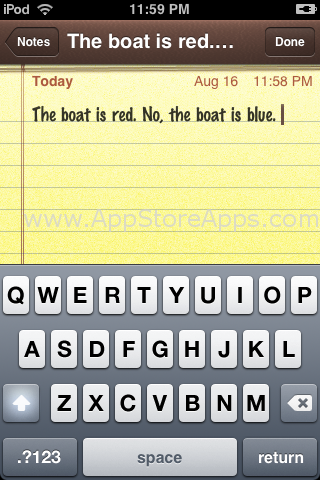 iPod 11:59 PM
Notes The boat is red.... Done
Today Aug 16 11:58 PM
The boat is red. No, the boat is blue.
www.AppStoreApps.com
Q W E R T Y U I O P
A S D F G H J K L
Z X C V B N M
.?123 space return